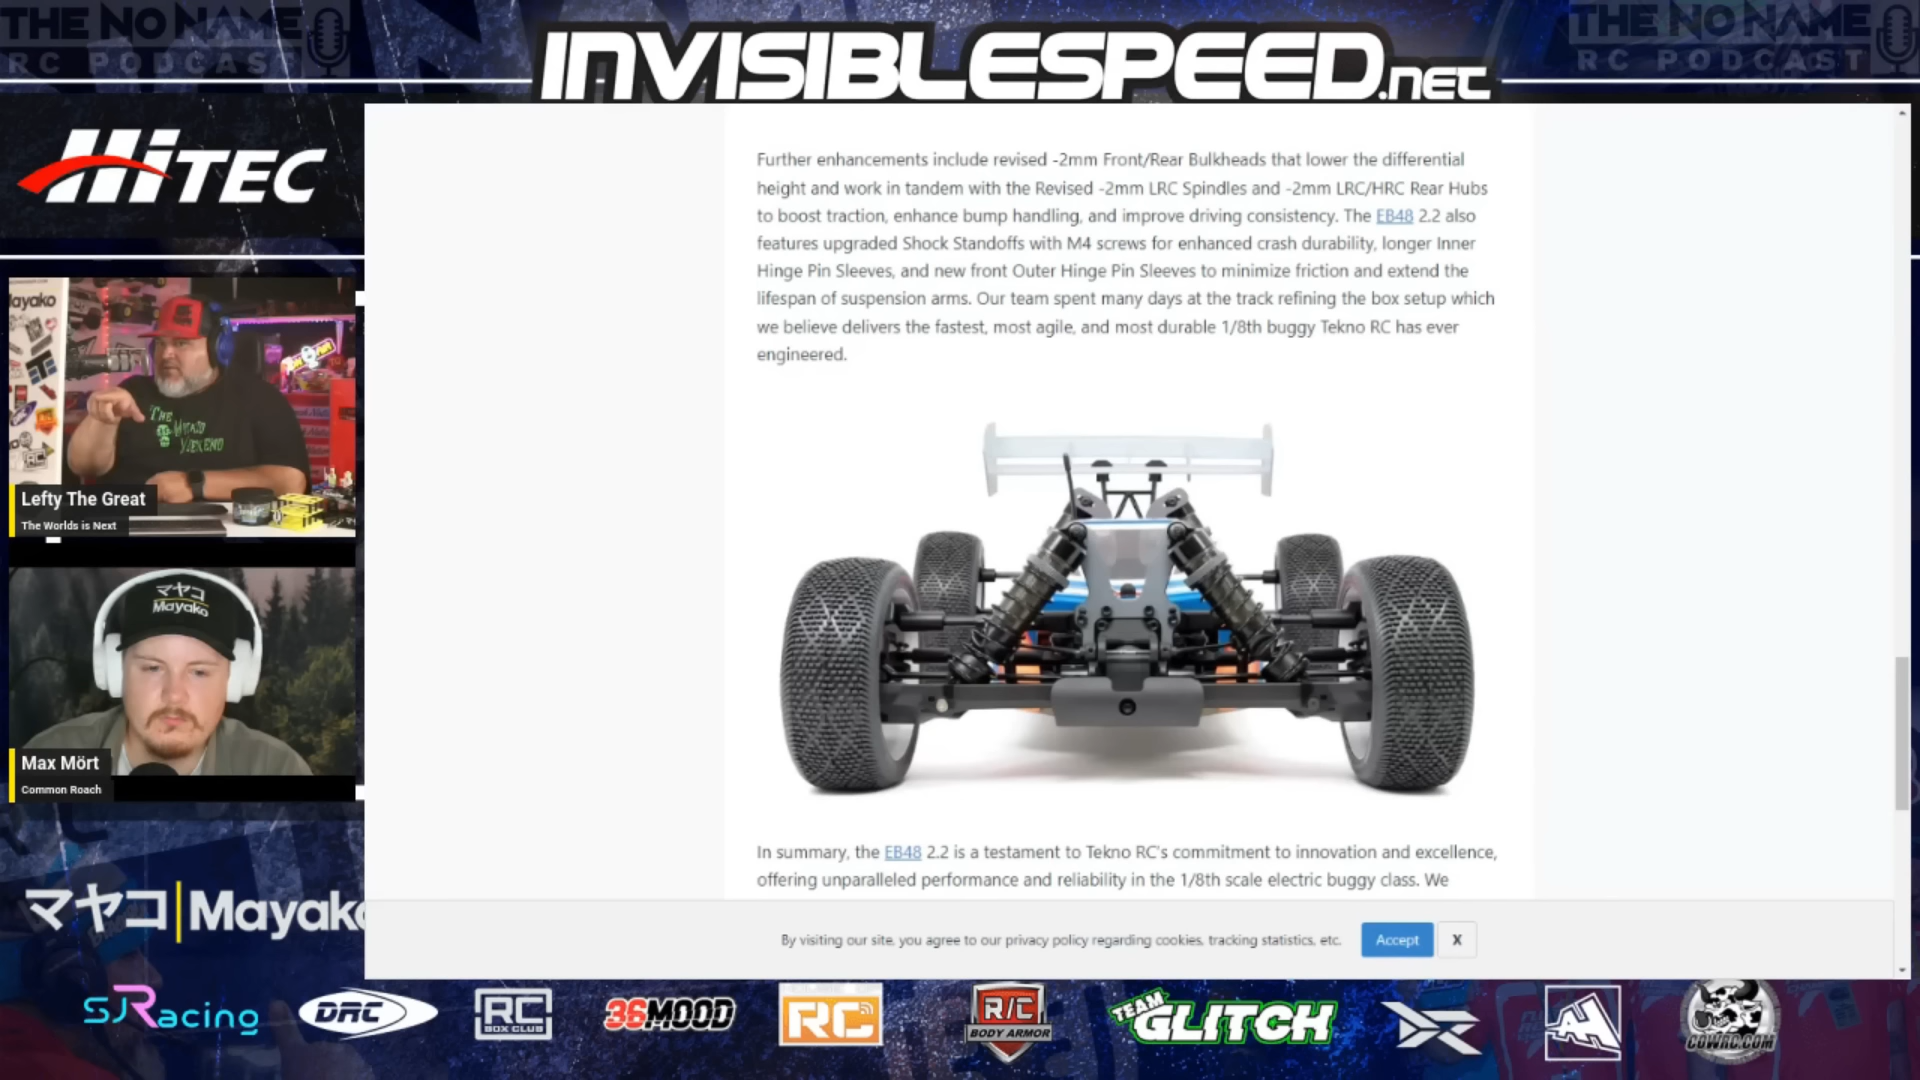 THE NO NAME
RC PODCAST
INVISIBLESPEED.net
THE NO NAME
RC PODCAST
HiTEC
Further enhancements include revised -2mm Front/Rear Bulkheads that lower the differential
height and work in tandem with the Revised -2mm LRC Spindles and -2mm LRC/HRC Rear Hubs
to boost traction, enhance bump handling, and improve driving consistency. The EB48 2.2 also
features upgraded Shock Standoffs with M4 screws for enhanced crash durability, longer Inner
Hinge Pin Sleeves, and new front Outer Hinge Pin Sleeves to minimize friction and extend the
lifespan of suspension arms. Our team spent many days at the track refining the box setup which
we believe delivers the fastest, most agile, and most durable 1/8th buggy Tekno RC has ever
engineered.
ayako
THE
Lefty The Great
The Worlds is Next
マヤコ
Mayako
Max Mört
Common Roach
In summary, the EB48 2.2 is a testament to Tekno RC's commitment to innovation and excellence,
offering unparalleled performance and reliability in the 1/8th scale electric buggy class. We
マヤコ|Mayako
By visiting our site, you agree to our privacy policy regarding cookies, tracking statistics, etc.
Accept
X
SJRacing
DRC
RC
BOX CLUB
36MOOD
RC
R/C
BODY ARMOR
TEAM
GLITCH
COWRC.COM